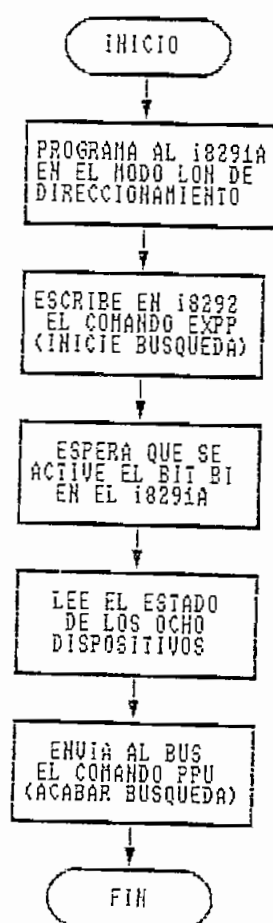 INICIO
PROGRAMA AL i8291A
EN EL MODO LON DE
DIRECCIONAMIENTO
ESCRIBE EN i8292
EL COMANDO EXPP
(INICIE BUSQUEDA)
ESPERA QUE SE
ACTIVE EL BIT BI
EN EL i8291A
LEE EL ESTADO
DE LOS OCHO
DISPOSITIVOS
ENVIA AL BUS
EL COMANDO PPU
(ACABAR BUSQUEDA)
FIN